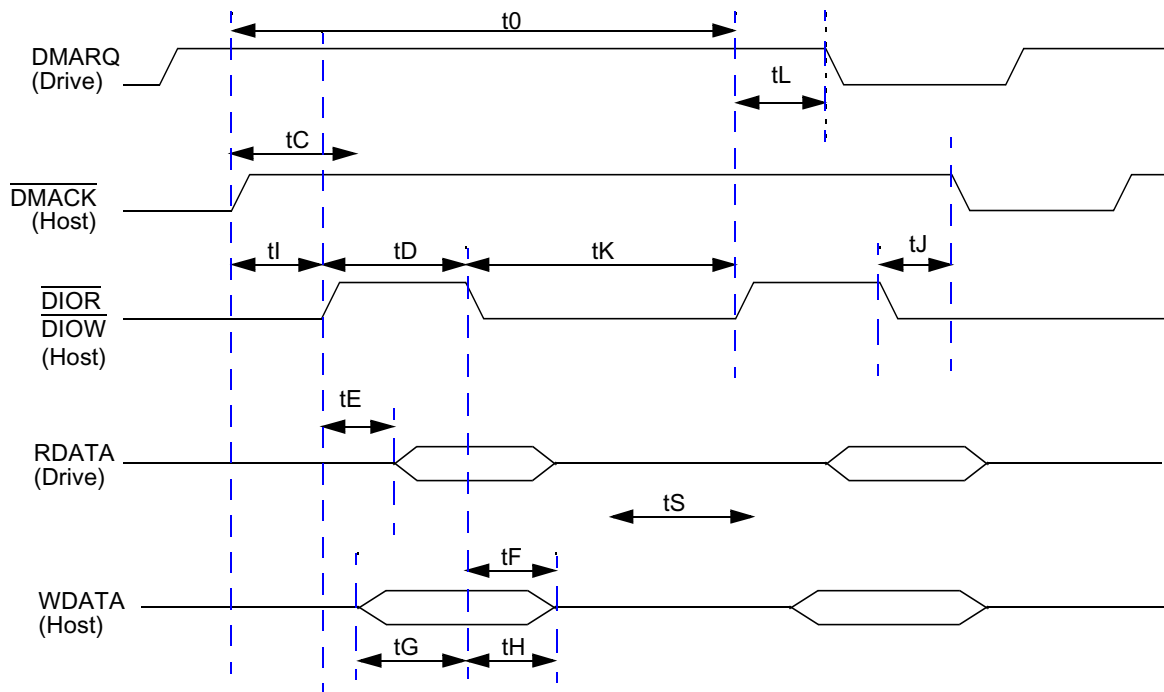 t0
DMARQ
(Drive)
tL
tC
DMACK
(Host)
tI
tD
tK
tJ
DIOR
DIOW
(Host)
tE
RDATA
(Drive)
tS
tF
WDATA
(Host)
tG
tH